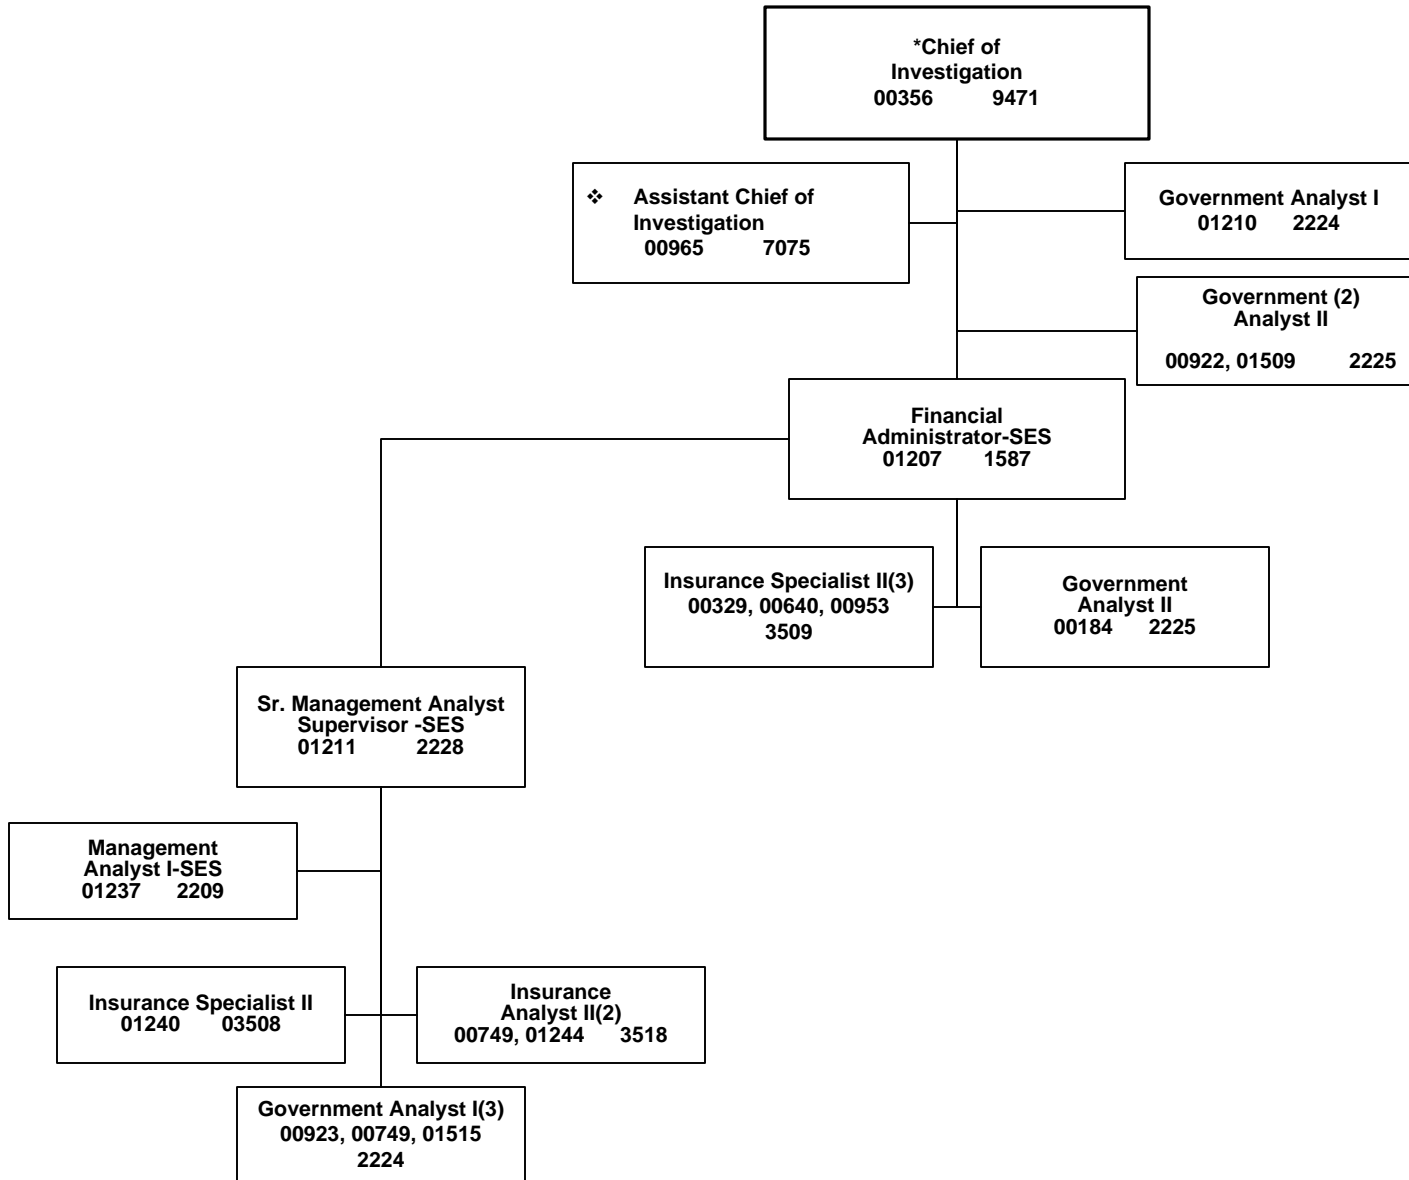 *Chief of
Investigation
00356 9471
❖ Assistant Chief of
Investigation
00965 7075
Government Analyst I
01210 2224
Government (2)
Analyst II
00922, 01509 2225
Financial
Administrator-SES
01207 1587
Insurance Specialist II(3)
00329, 00640, 00953
3509
Government
Analyst II
00184 2225
Sr. Management Analyst
Supervisor -SES
01211 2228
Management
Analyst I-SES
01237 2209
Insurance Specialist II
01240 03508
Insurance
Analyst II(2)
00749, 01244 3518
Government Analyst I(3)
00923, 00749, 01515
2224